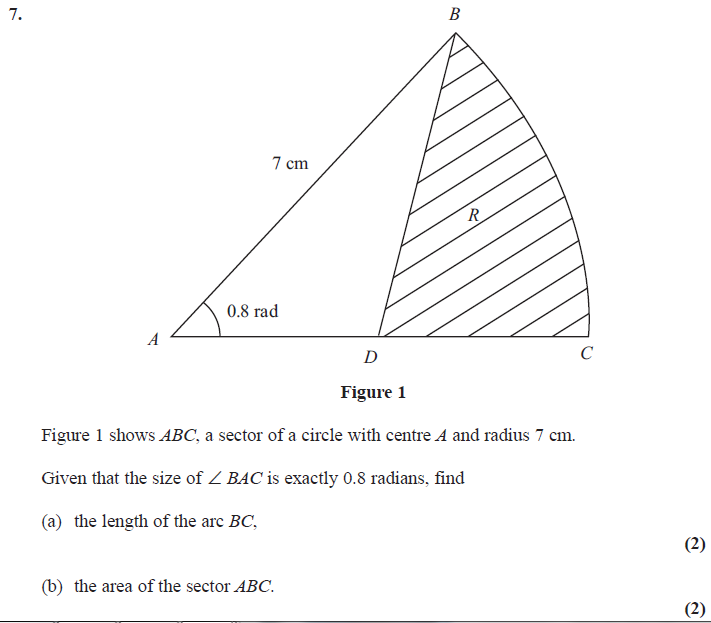 7.
B
7 cm
R
0.8 rad
A
D
C
Figure 1
Figure 1 shows ABC, a sector of a circle with centre A and radius 7 cm.
Given that the size of ∠ BAC is exactly 0.8 radians, find
(a) the length of the arc BC,
(2)
(b) the area of the sector ABC.
(2)